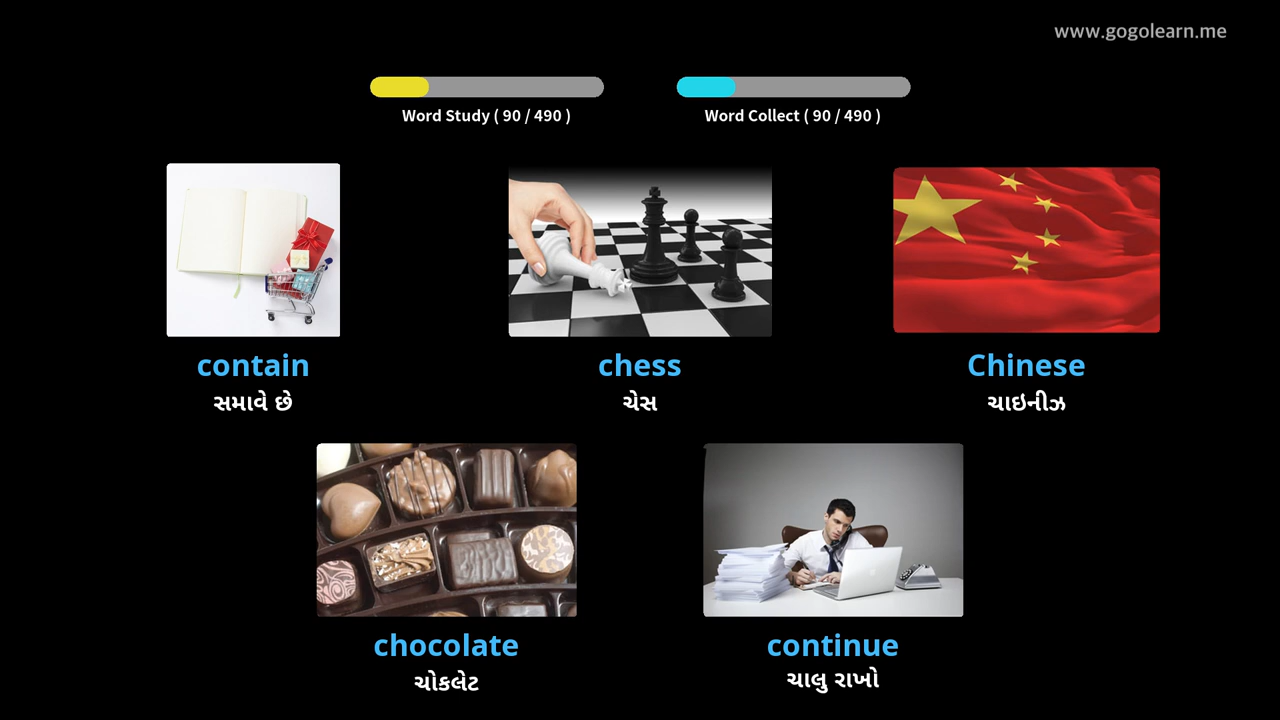 www.gogolearn.me
Word Study ( 90 / 490 )
Word Collect ( 90 / 490 )
contain
સમાવે છે
chess
ચેસ
Chinese
ચાઇનીઝ
chocolate
ચોકલેટ
continue
ચાલુ રાખો